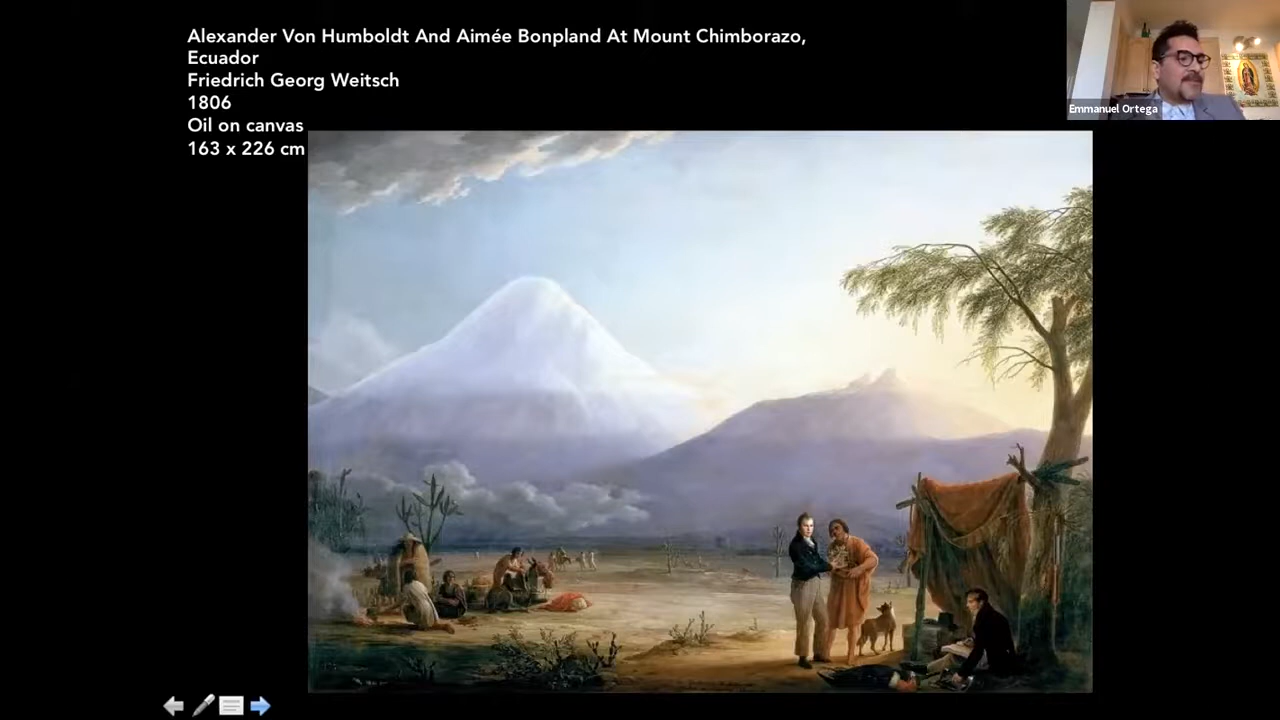 Alexander Von Humboldt And Aimée Bonpland At Mount Chimborazo,
Ecuador
Friedrich Georg Weitsch
1806
Oil on canvas
163 x 226 cm
Emmanuel Ortega